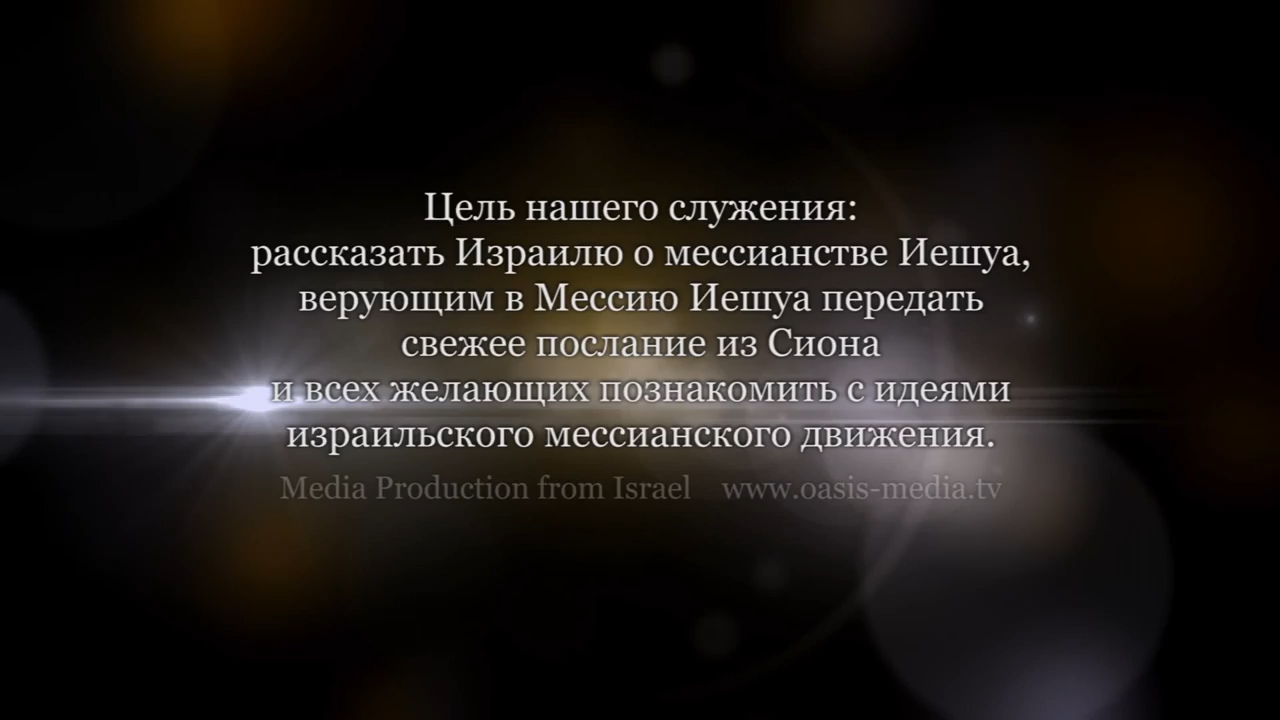 Цель нашего служения:
рассказать Израилю о мессианстве Иешуа,
верующим в Мессию Иешуа передать
свежее послание из Сиона
и всех желающих познакомить с идеями
израильского мессианского движения.
Media Production from Israel www.oasis-media.tv